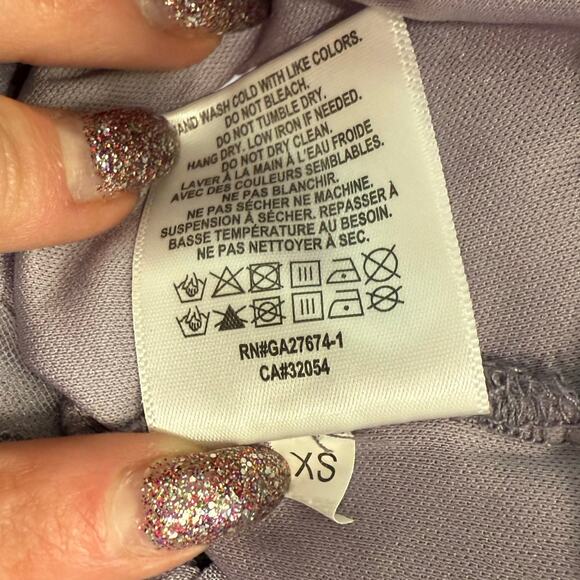 HAND WASH COLD WITH LIKE COLORS.
DO NOT BLEACH.
DO NOT TUMBLE DRY.
HANG DRY. LOW IRON IF NEEDED.
DO NOT DRY CLEAN.
LAVER À LA MAIN À L'EAU FROIDE
AVEC DES COULEURS SEMBLABLES.
NE PAS BLANCHIR.
NE PAS SÉCHER NE MACHINE.
SUSPENSION À SÉCHER. REPASSER À
BASSE TEMPÉRATURE AU BESOIN.
NE PAS NETTOYER À SEC.
RN#GA27674-1
CA#32054
XS